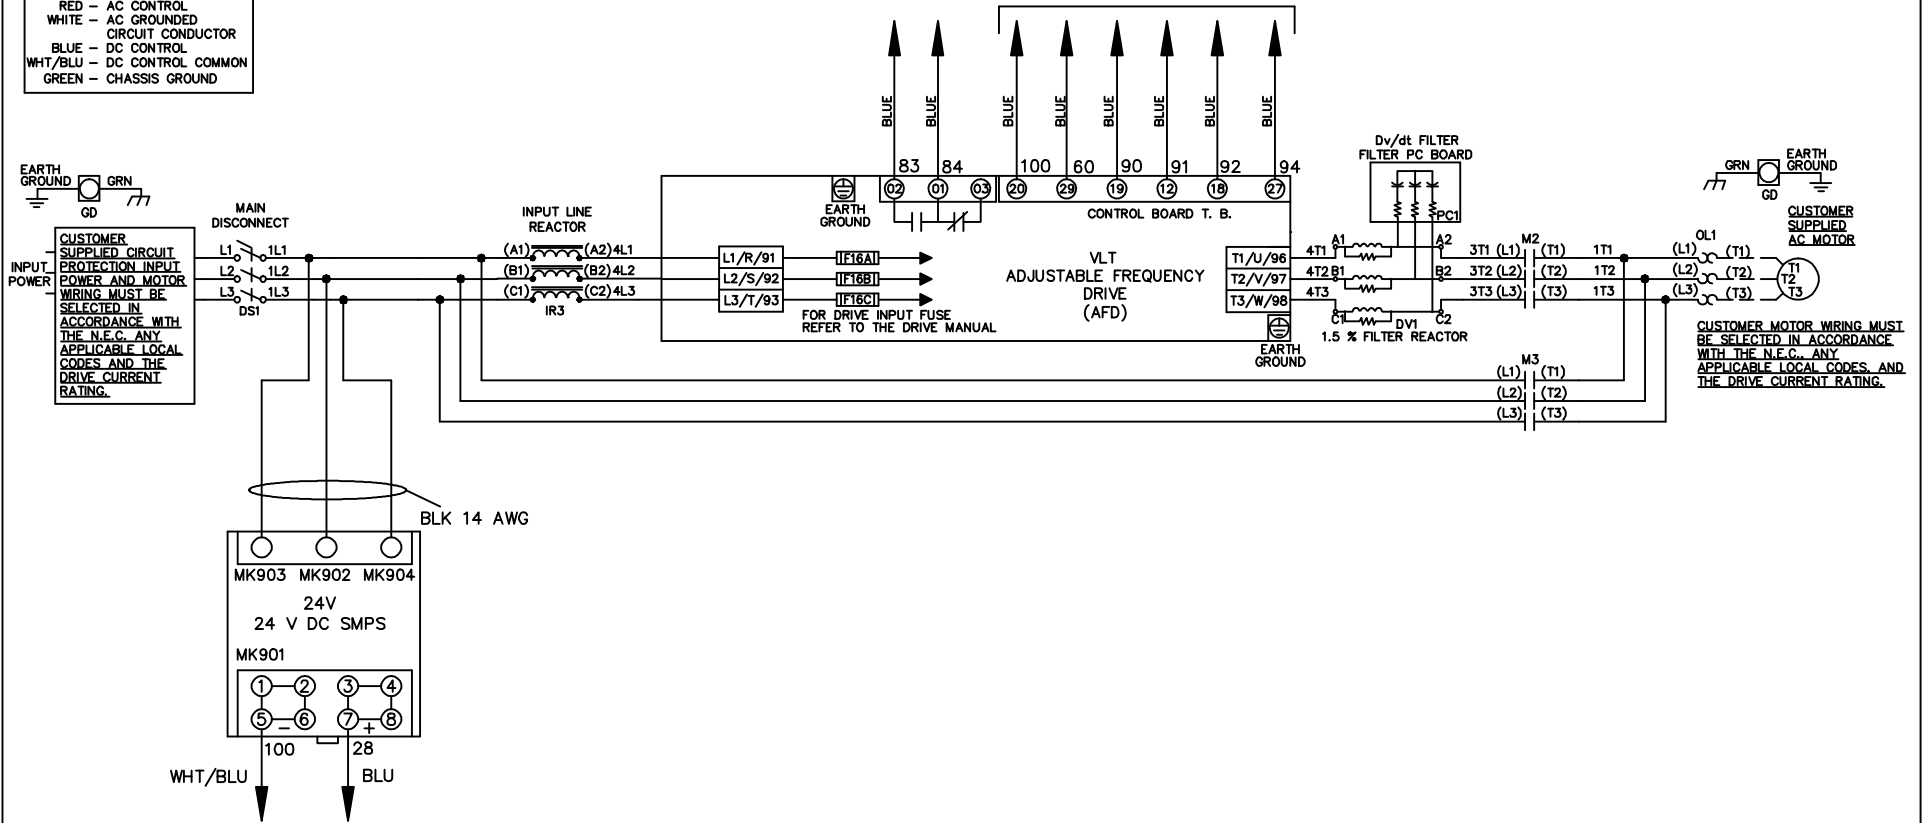 RED – AC CONTROL
WHITE – AC GROUNDED
CIRCUIT CONDUCTOR
BLUE – DC CONTROL
WHT/BLU – DC CONTROL COMMON
GREEN – CHASSIS GROUND
BLUE
BLUE
BLUE
BLUE
BLUE
BLUE
BLUE
BLUE
83
84
100
60
90
91
92
94
02
01
03
20
29
19
12
18
27
EARTH
GROUND
CONTROL BOARD T. B.
EARTH
GROUND
GRN
GD
CUSTOMER
SUPPLIED CIRCUIT
PROTECTION INPUT
POWER AND MOTOR
WIRING MUST BE
SELECTED IN
ACCORDANCE WITH
THE N.E.C. ANY
APPLICABLE LOCAL
CODES AND THE
DRIVE CURRENT
RATING.
INPUT
POWER
MAIN
DISCONNECT
L1
1L1
L2
1L2
L3
1L3
DS1
INPUT LINE
REACTOR
(A1)
(A2)4L1
(B1)
(B2)4L2
(C1)
(C2)4L3
IR3
L1/R/91
L2/S/92
L3/T/93
IF16A
IF16B
IF16C
FOR DRIVE INPUT FUSE
REFER TO THE DRIVE MANUAL
VLT
ADJUSTABLE FREQUENCY
DRIVE
(AFD)
T1/U/96
T2/V/97
T3/W/98
EARTH
GROUND
Dv/dt FILTER
FILTER PC BOARD
PC1
4T1
A1
A2
4T2
B1
B2
4T3
C1
C2
DV1
1.5 % FILTER REACTOR
M2
3T1 (L1)
(T1)
1T1
3T2 (L2)
(T2)
1T2
3T3 (L3)
(T3)
1T3
M3
(L1)
(T1)
(L2)
(T2)
(L3)
(T3)
OL1
(L1)
(T1)
(L2)
(T2)
(L3)
(T3)
T1
T2
T3
GRN
EARTH
GROUND
GD
CUSTOMER
SUPPLIED
AC MOTOR
CUSTOMER MOTOR WIRING MUST
BE SELECTED IN ACCORDANCE
WITH THE N.E.C., ANY
APPLICABLE LOCAL CODES, AND
THE DRIVE CURRENT RATING.
BLK 14 AWG
MK903
MK902
MK904
24V
24 V DC SMPS
MK901
1
2
3
4
5
–
6
7
+
8
100
28
WHT/BLU
BLU